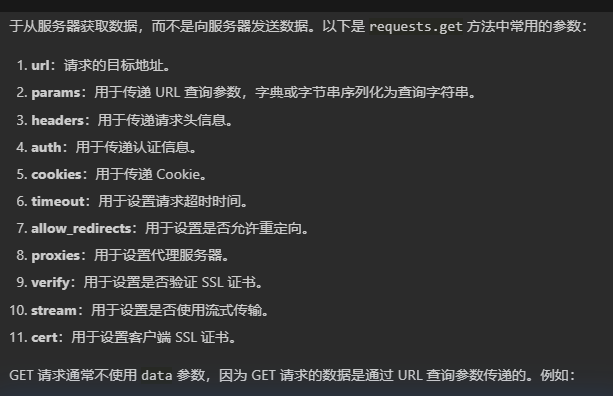 于从服务器获取数据，而不是向服务器发送数据。以下是 requests.get 方法中常用的参数：
1. url：请求的目标地址。
2. params：用于传递 URL 查询参数，字典或字节序列化为查询字符串。
3. headers：用于传递请求头信息。
4. auth：用于传递认证信息。
5. cookies：用于传递 Cookie。
6. timeout：用于设置请求超时时间。
7. allow_redirects：用于设置是否允许重定向。
8. proxies：用于设置代理服务器。
9. verify：用于设置是否验证 SSL 证书。
10. stream：用于设置是否使用流式传输。
11. cert：用于设置客户端 SSL 证书。
GET 请求通常不使用 data 参数，因为 GET 请求的数据是通过 URL 查询参数传递的。例如：